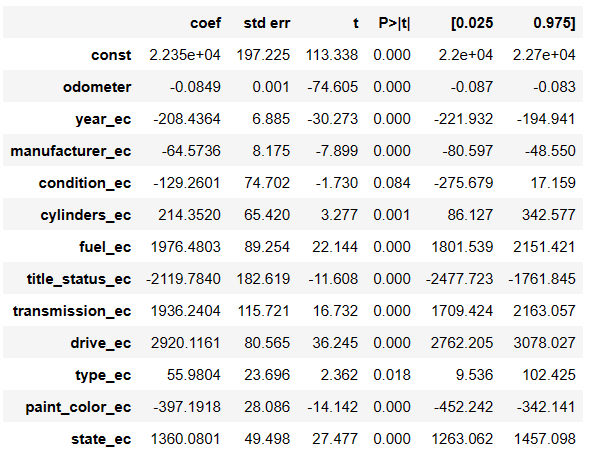 coef std err t P>|t| [0.025 0.975]
const 2.235e+04 197.225 113.338 0.000 2.2e+04 2.27e+04
odometer -0.0849 0.001 -74.605 0.000 -0.087 -0.083
year_ec -208.4364 6.885 -30.273 0.000 -221.932 -194.941
manufacturer_ec -64.5736 8.175 -7.899 0.000 -80.597 -48.550
condition_ec -129.2601 74.702 -1.730 0.084 -275.679 17.159
cylinders_ec 214.3520 65.420 3.277 0.001 86.127 342.577
fuel_ec 1976.4803 89.254 22.144 0.000 1801.539 2151.421
title_status_ec -2119.7840 182.619 -11.608 0.000 -2477.723 -1761.845
transmission_ec 1936.2404 115.721 16.732 0.000 1709.424 2163.057
drive_ec 2920.1161 80.565 36.245 0.000 2762.205 3078.027
type_ec 55.9804 23.696 2.362 0.018 9.536 102.425
paint_color_ec -397.1918 28.086 -14.142 0.000 -452.242 -342.141
state_ec 1360.0801 49.498 27.477 0.000 1263.062 1457.098